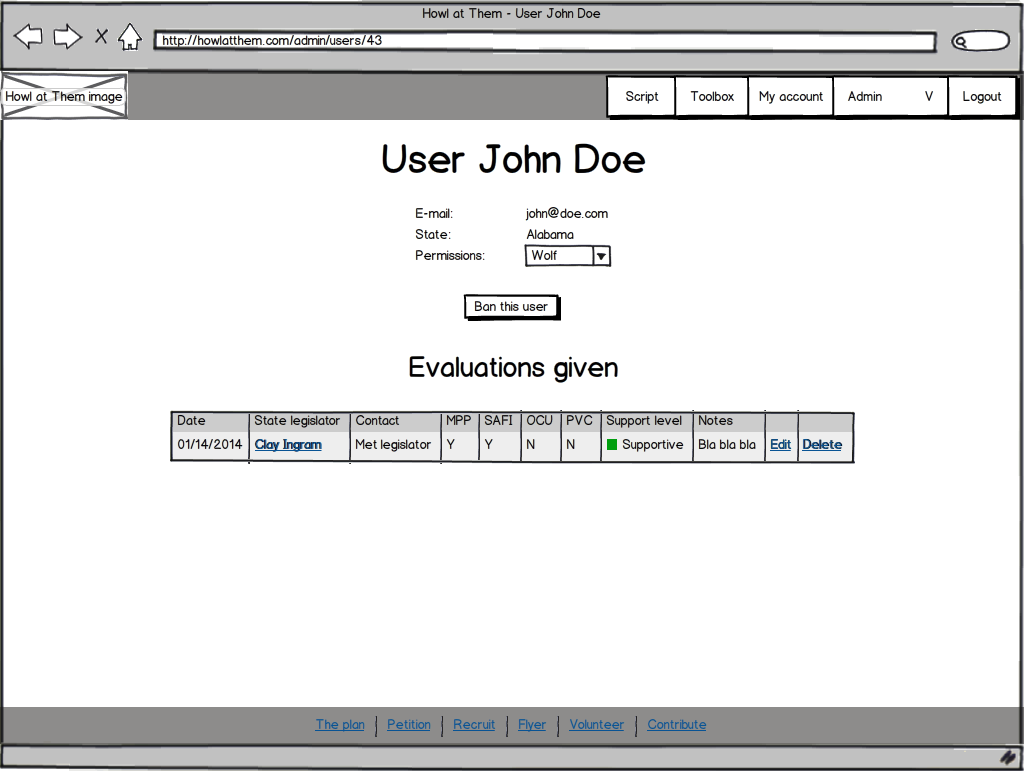 Howl at Them - User John Doe
http://howlatthem.com/admin/users/43
Howl at Them image
Script Toolbox My account Admin V Logout
User John Doe
E-mail: john@doe.com
State: Alabama
Permissions: Wolf
Ban this user
Evaluations given
Date State legislator Contact MPP SAFI OCU PVC Support level Notes
01/14/2014 Clay Ingram Met legislator Y Y N N Supportive Bla bla bla Edit Delete
The plan Petition Recruit Flyer Volunteer Contribute